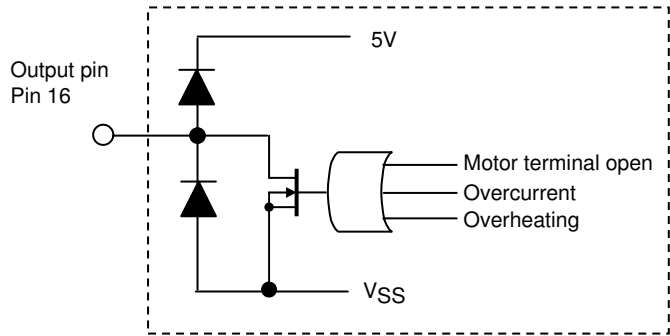 5V
Output pin
Pin 16
Motor terminal open
Overcurrent
Overheating
VSS